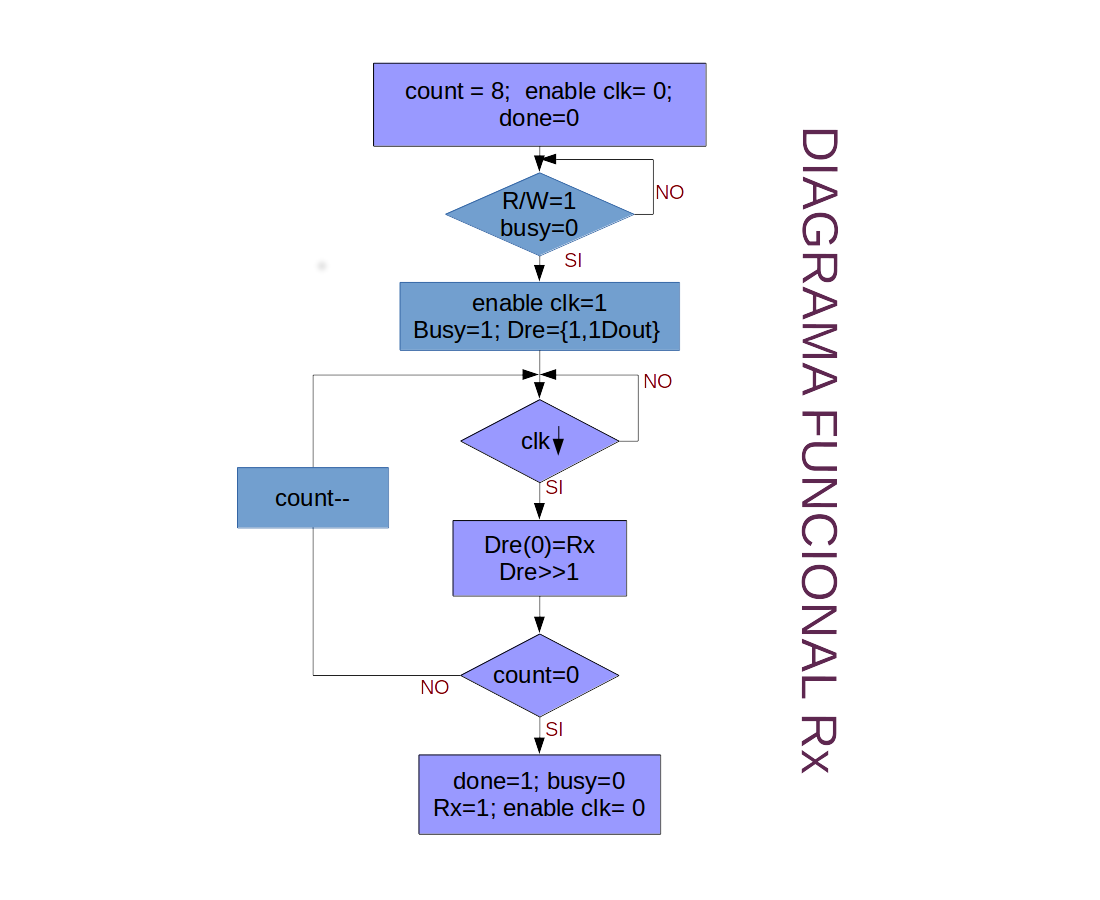 count = 8;  enable clk= 0;
done=0
NO
R/W=1
busy=0
SI
enable clk=1
Busy=1; Dre={1,1Dout}
NO
clk
SI
count--
Dre(0)=Rx
Dre>>1
count=0
NO
SI
done=1; busy=0
Rx=1; enable clk= 0
DIAGRAMA FUNCIONAL Rx